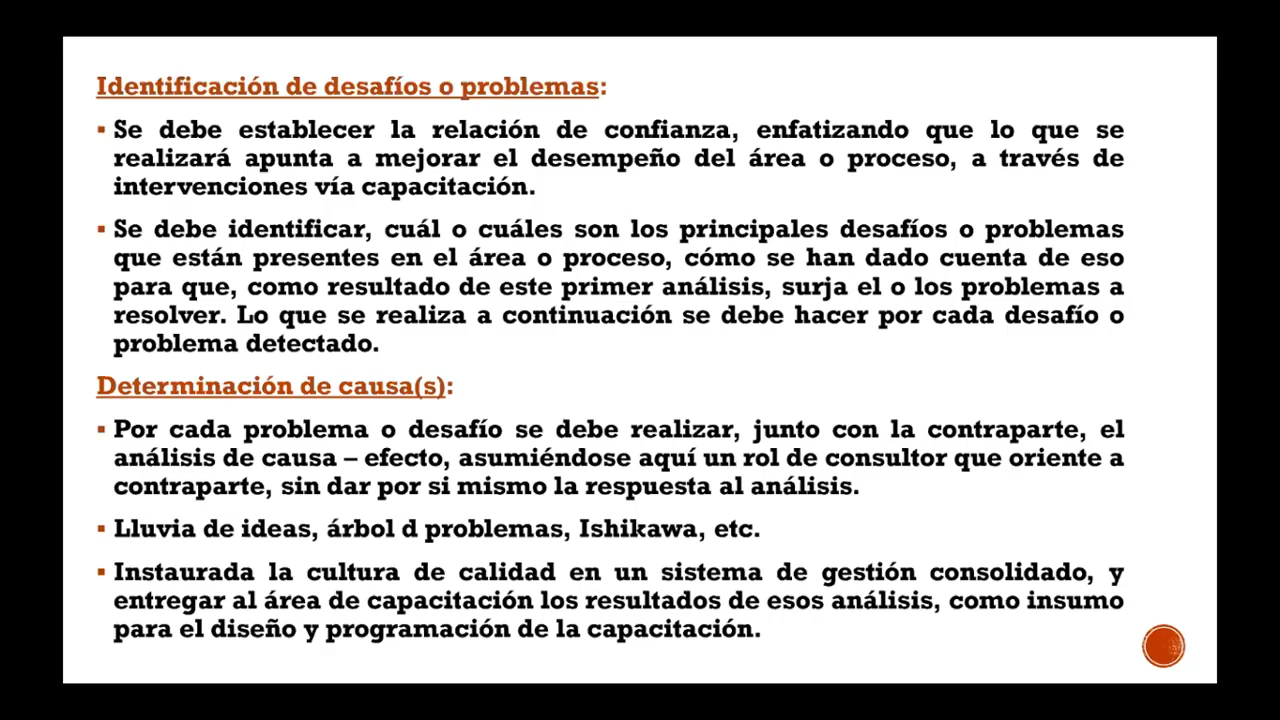 Identificación de desafíos o problemas:
▪ Se debe establecer la relación de confianza, enfatizando que lo que se
realizará apunta a mejorar el desempeño del área o proceso, a través de
intervenciones vía capacitación.
▪ Se debe identificar, cuál o cuáles son los principales desafíos o problemas
que están presentes en el área o proceso, cómo se han dado cuenta de eso
para que, como resultado de este primer análisis, surja el o los problemas a
resolver. Lo que se realiza a continuación se debe hacer por cada desafío o
problema detectado.
Determinación de causa(s):
▪ Por cada problema o desafío se debe realizar, junto con la contraparte, el
análisis de causa – efecto, asumiéndose aquí un rol de consultor que oriente a
contraparte, sin dar por si mismo la respuesta al análisis.
▪ Lluvia de ideas, árbol d problemas, Ishikawa, etc.
▪ Instaurada la cultura de calidad en un sistema de gestión consolidado, y
entregar al área de capacitación los resultados de esos análisis, como insumo
para el diseño y programación de la capacitación.